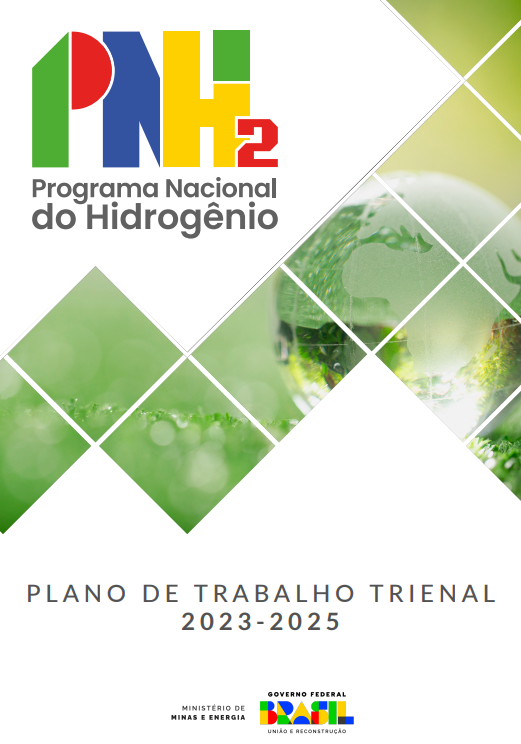 PNH2
Programa Nacional
do Hidrogênio
PLANO DE TRABALHO TRIENAL
2023-2025
MINISTÉRIO DE
MINAS E ENERGIA
GOVERNO FEDERAL
BRASIL
UNIÃO E RECONSTRUÇÃO